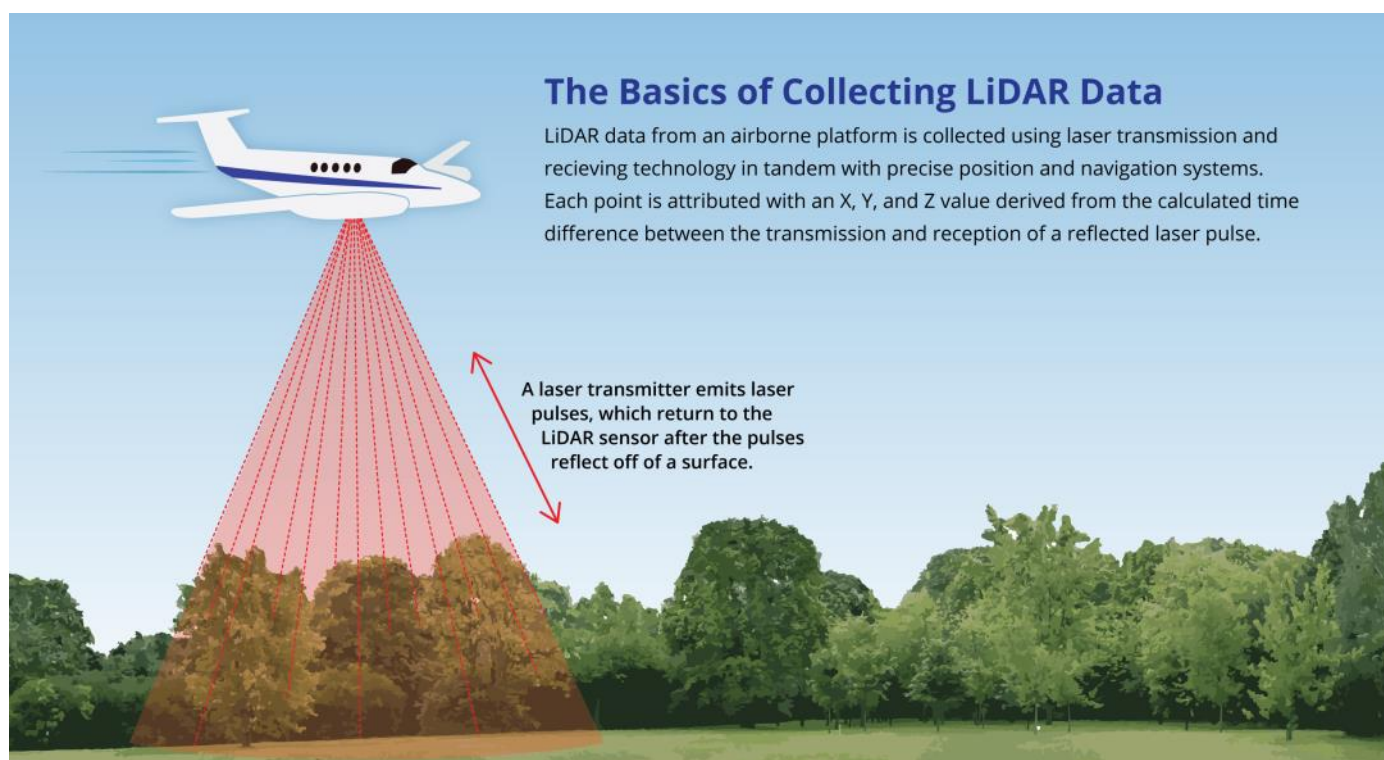 The Basics of Collecting LiDAR Data
LiDAR data from an airborne platform is collected using laser transmission and
recieving technology in tandem with precise position and navigation systems.
Each point is attributed with an X, Y, and Z value derived from the calculated time
difference between the transmission and reception of a reflected laser pulse.
A laser transmitter emits laser
pulses, which return to the
LiDAR sensor after the pulses
reflect off of a surface.